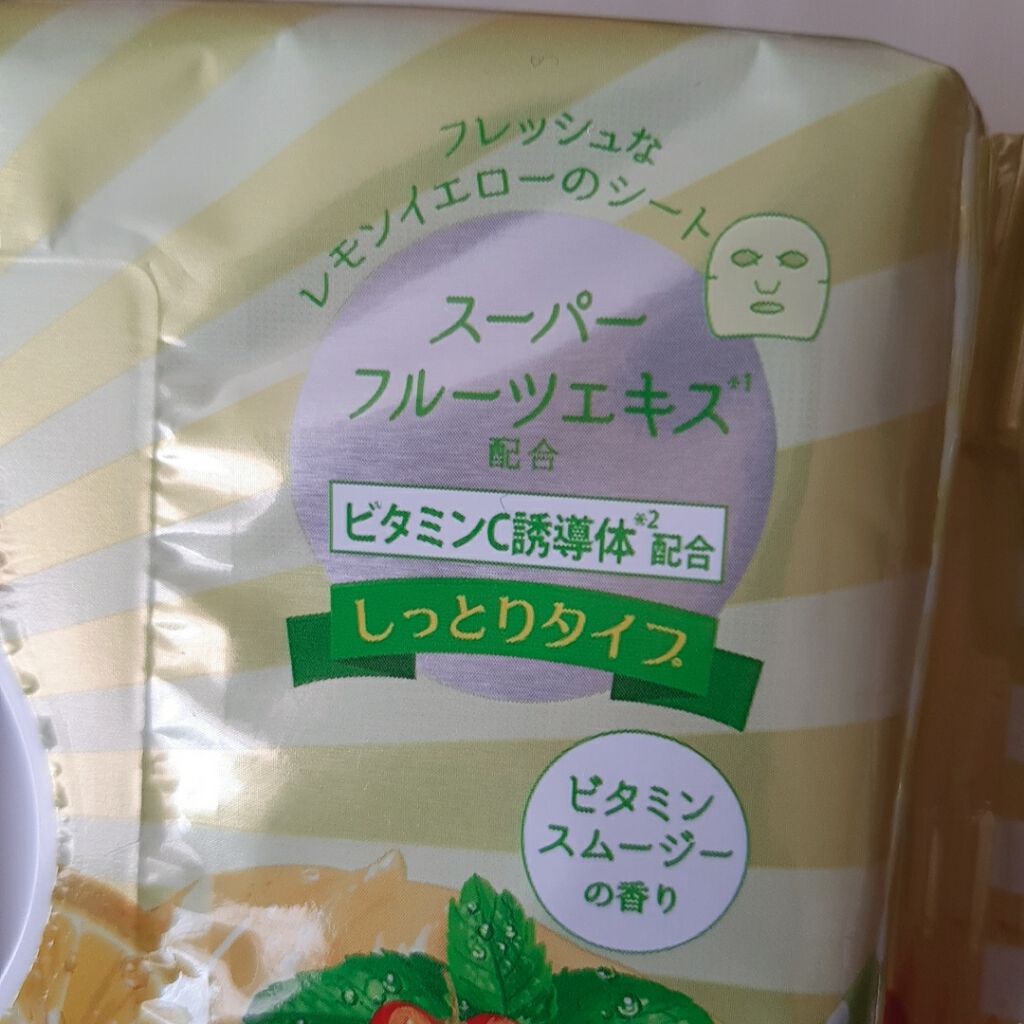 フレッシュな
レモンイエローのシート
スーパー
フルーツエキス*1
配合
ビタミンC誘導体*2配合
しっとりタイプ
ビタミン
スムージー
の香り